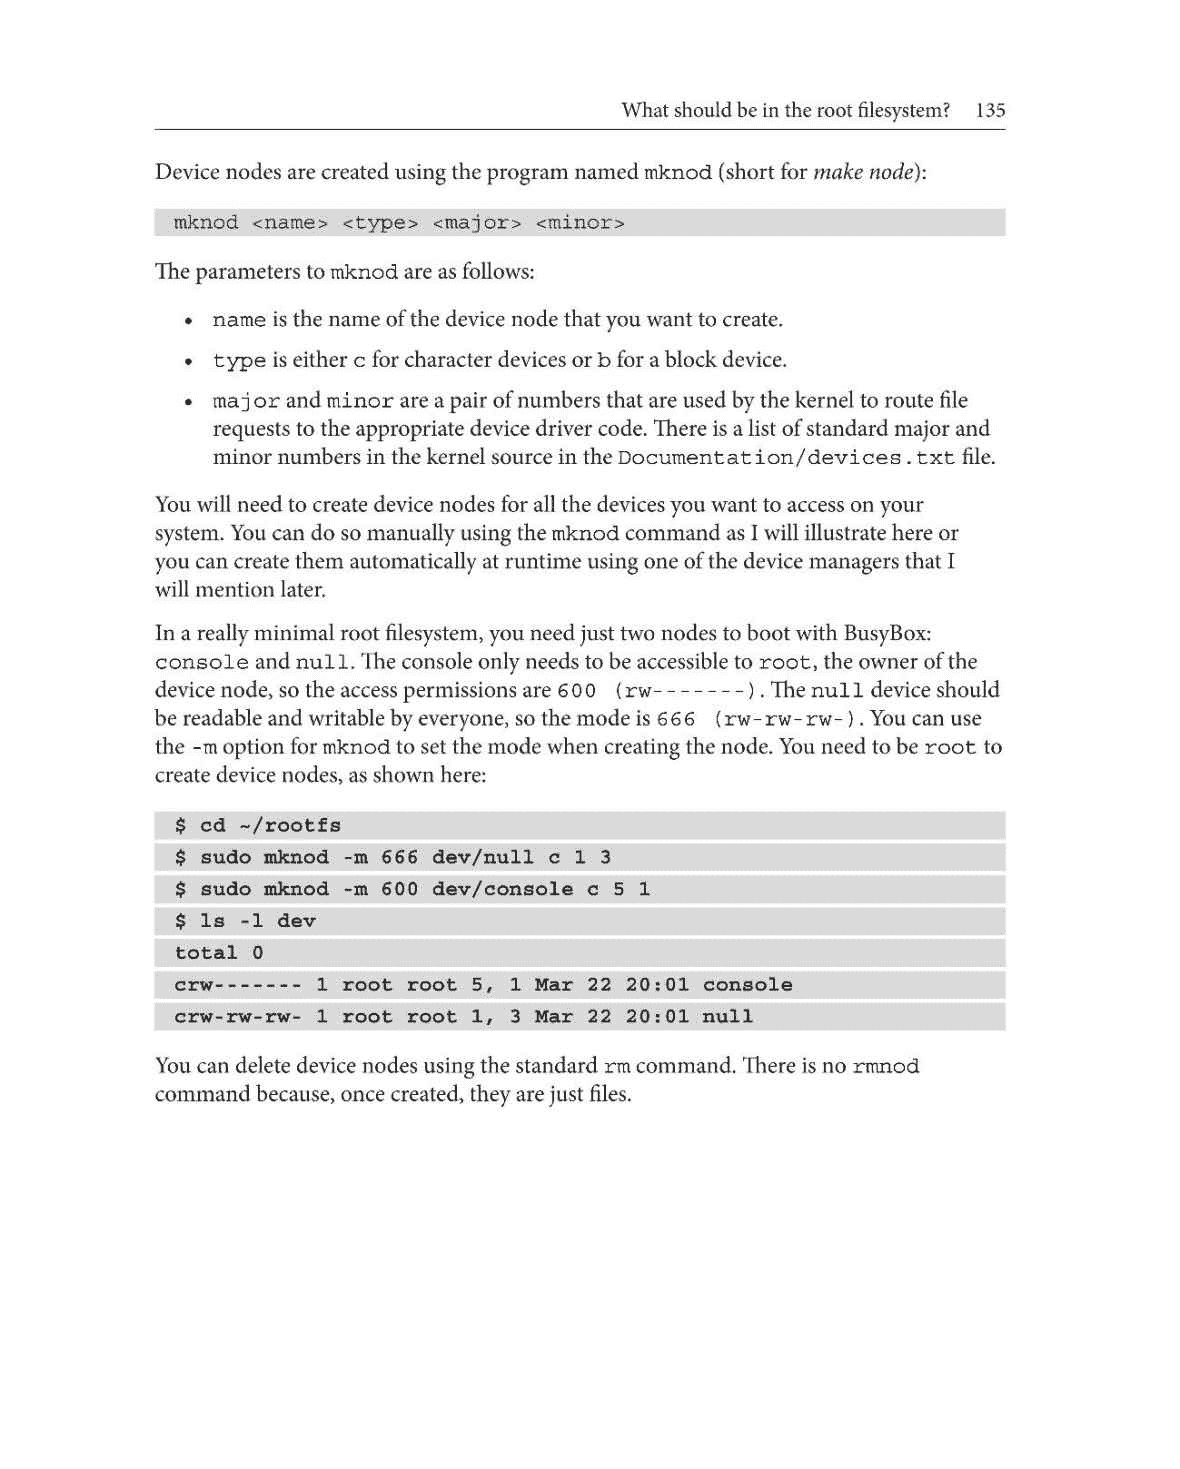 What should be in the root filesystem? 135
Device nodes are created using the program named mknod (short for make node):
mknod <name> <type> <major> <minor>
The parameters to mknod are as follows:
• name is the name of the device node that you want to create.
• type is either c for character devices or b for a block device.
• major and minor are a pair of numbers that are used by the kernel to route file
requests to the appropriate device driver code. There is a list of standard major and
minor numbers in the kernel source in the Documentation/devices.txt file.
You will need to create device nodes for all the devices you want to access on your
system. You can do so manually using the mknod command as I will illustrate here or
you can create them automatically at runtime using one of the device managers that I
will mention later.
In a really minimal root filesystem, you need just two nodes to boot with BusyBox:
console and null. The console only needs to be accessible to root, the owner of the
device node, so the access permissions are 600 (rw-------). The null device should
be readable and writable by everyone, so the mode is 666 (rw-rw-rw-). You can use
the -m option for mknod to set the mode when creating the node. You need to be root to
create device nodes, as shown here:
$ cd ~/rootfs
$ sudo mknod -m 666 dev/null c 1 3
$ sudo mknod -m 600 dev/console c 5 1
$ ls -l dev
total 0
crw------- 1 root root 5, 1 Mar 22 20:01 console
crw-rw-rw- 1 root root 1, 3 Mar 22 20:01 null
You can delete device nodes using the standard rm command. There is no rmnod
command because, once created, they are just files.